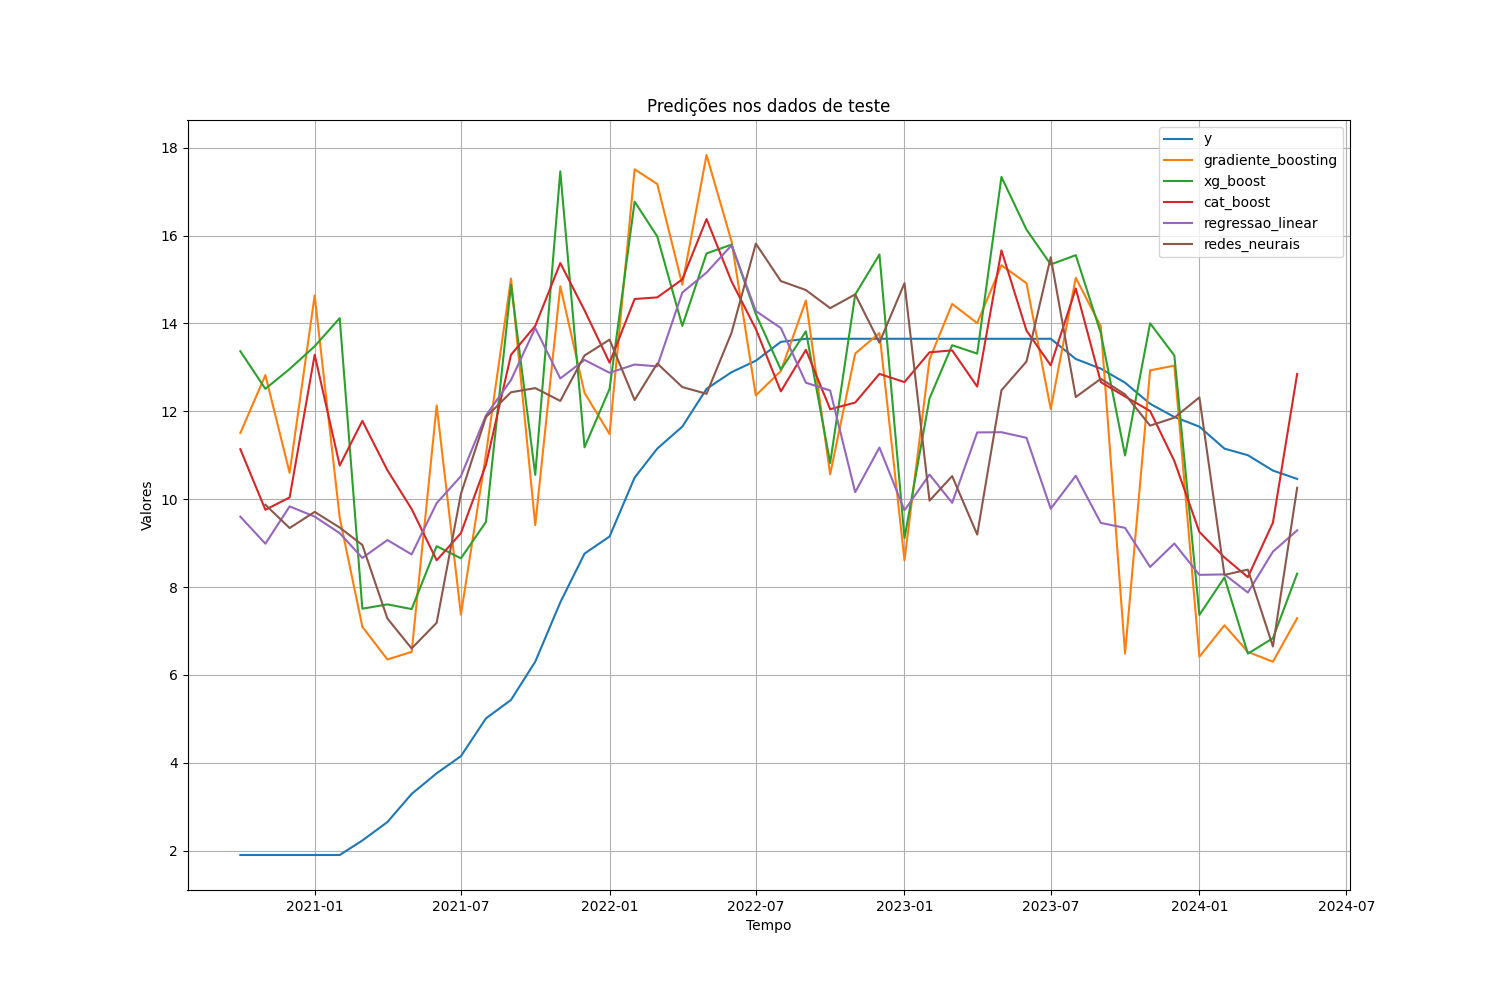 Predições nos dados de teste
y
gradiente_boosting
xg_boost
cat_boost
regressao_linear
redes_neurais
Valores
18
16
14
12
10
8
6
4
2
2021-01 2021-07 2022-01 2022-07 2023-01 2023-07 2024-01 2024-07
Tempo